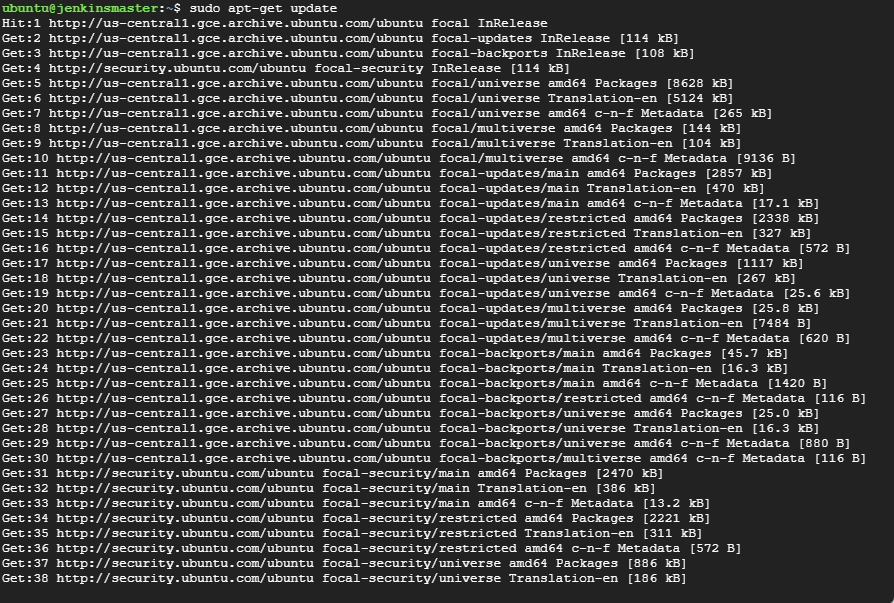 ubuntu@jenkinsmaster:~$ sudo apt-get update
Hit:1 http://us-central1.gce.archive.ubuntu.com/ubuntu focal InRelease
Get:2 http://us-central1.gce.archive.ubuntu.com/ubuntu focal-updates InRelease [114 kB]
Get:3 http://us-central1.gce.archive.ubuntu.com/ubuntu focal-backports InRelease [108 kB]
Get:4 http://security.ubuntu.com/ubuntu focal-security InRelease [114 kB]
Get:5 http://us-central1.gce.archive.ubuntu.com/ubuntu focal/universe amd64 Packages [8628 kB]
Get:6 http://us-central1.gce.archive.ubuntu.com/ubuntu focal/universe Translation-en [5124 kB]
Get:7 http://us-central1.gce.archive.ubuntu.com/ubuntu focal/universe amd64 c-n-f Metadata [265 kB]
Get:8 http://us-central1.gce.archive.ubuntu.com/ubuntu focal/multiverse amd64 Packages [144 kB]
Get:9 http://us-central1.gce.archive.ubuntu.com/ubuntu focal/multiverse Translation-en [104 kB]
Get:10 http://us-central1.gce.archive.ubuntu.com/ubuntu focal/multiverse amd64 c-n-f Metadata [9136 B]
Get:11 http://us-central1.gce.archive.ubuntu.com/ubuntu focal-updates/main amd64 Packages [2857 kB]
Get:12 http://us-central1.gce.archive.ubuntu.com/ubuntu focal-updates/main Translation-en [470 kB]
Get:13 http://us-central1.gce.archive.ubuntu.com/ubuntu focal-updates/main amd64 c-n-f Metadata [17.1 kB]
Get:14 http://us-central1.gce.archive.ubuntu.com/ubuntu focal-updates/restricted amd64 Packages [2338 kB]
Get:15 http://us-central1.gce.archive.ubuntu.com/ubuntu focal-updates/restricted Translation-en [327 kB]
Get:16 http://us-central1.gce.archive.ubuntu.com/ubuntu focal-updates/restricted amd64 c-n-f Metadata [572 B]
Get:17 http://us-central1.gce.archive.ubuntu.com/ubuntu focal-updates/universe amd64 Packages [1117 kB]
Get:18 http://us-central1.gce.archive.ubuntu.com/ubuntu focal-updates/universe Translation-en [267 kB]
Get:19 http://us-central1.gce.archive.ubuntu.com/ubuntu focal-updates/universe amd64 c-n-f Metadata [25.6 kB]
Get:20 http://us-central1.gce.archive.ubuntu.com/ubuntu focal-updates/multiverse amd64 Packages [25.8 kB]
Get:21 http://us-central1.gce.archive.ubuntu.com/ubuntu focal-updates/multiverse Translation-en [7484 B]
Get:22 http://us-central1.gce.archive.ubuntu.com/ubuntu focal-updates/multiverse amd64 c-n-f Metadata [620 B]
Get:23 http://us-central1.gce.archive.ubuntu.com/ubuntu focal-backports/main amd64 Packages [45.7 kB]
Get:24 http://us-central1.gce.archive.ubuntu.com/ubuntu focal-backports/main Translation-en [16.3 kB]
Get:25 http://us-central1.gce.archive.ubuntu.com/ubuntu focal-backports/main amd64 c-n-f Metadata [1420 B]
Get:26 http://us-central1.gce.archive.ubuntu.com/ubuntu focal-backports/restricted amd64 c-n-f Metadata [116 B]
Get:27 http://us-central1.gce.archive.ubuntu.com/ubuntu focal-backports/universe amd64 Packages [25.0 kB]
Get:28 http://us-central1.gce.archive.ubuntu.com/ubuntu focal-backports/universe Translation-en [16.3 kB]
Get:29 http://us-central1.gce.archive.ubuntu.com/ubuntu focal-backports/universe amd64 c-n-f Metadata [880 B]
Get:30 http://us-central1.gce.archive.ubuntu.com/ubuntu focal-backports/multiverse amd64 c-n-f Metadata [116 B]
Get:31 http://security.ubuntu.com/ubuntu focal-security/main amd64 Packages [2470 kB]
Get:32 http://security.ubuntu.com/ubuntu focal-security/main Translation-en [386 kB]
Get:33 http://security.ubuntu.com/ubuntu focal-security/main amd64 c-n-f Metadata [13.2 kB]
Get:34 http://security.ubuntu.com/ubuntu focal-security/restricted amd64 Packages [2221 kB]
Get:35 http://security.ubuntu.com/ubuntu focal-security/restricted Translation-en [311 kB]
Get:36 http://security.ubuntu.com/ubuntu focal-security/restricted amd64 c-n-f Metadata [572 B]
Get:37 http://security.ubuntu.com/ubuntu focal-security/universe amd64 Packages [886 kB]
Get:38 http://security.ubuntu.com/ubuntu focal-security/universe Translation-en [186 kB]